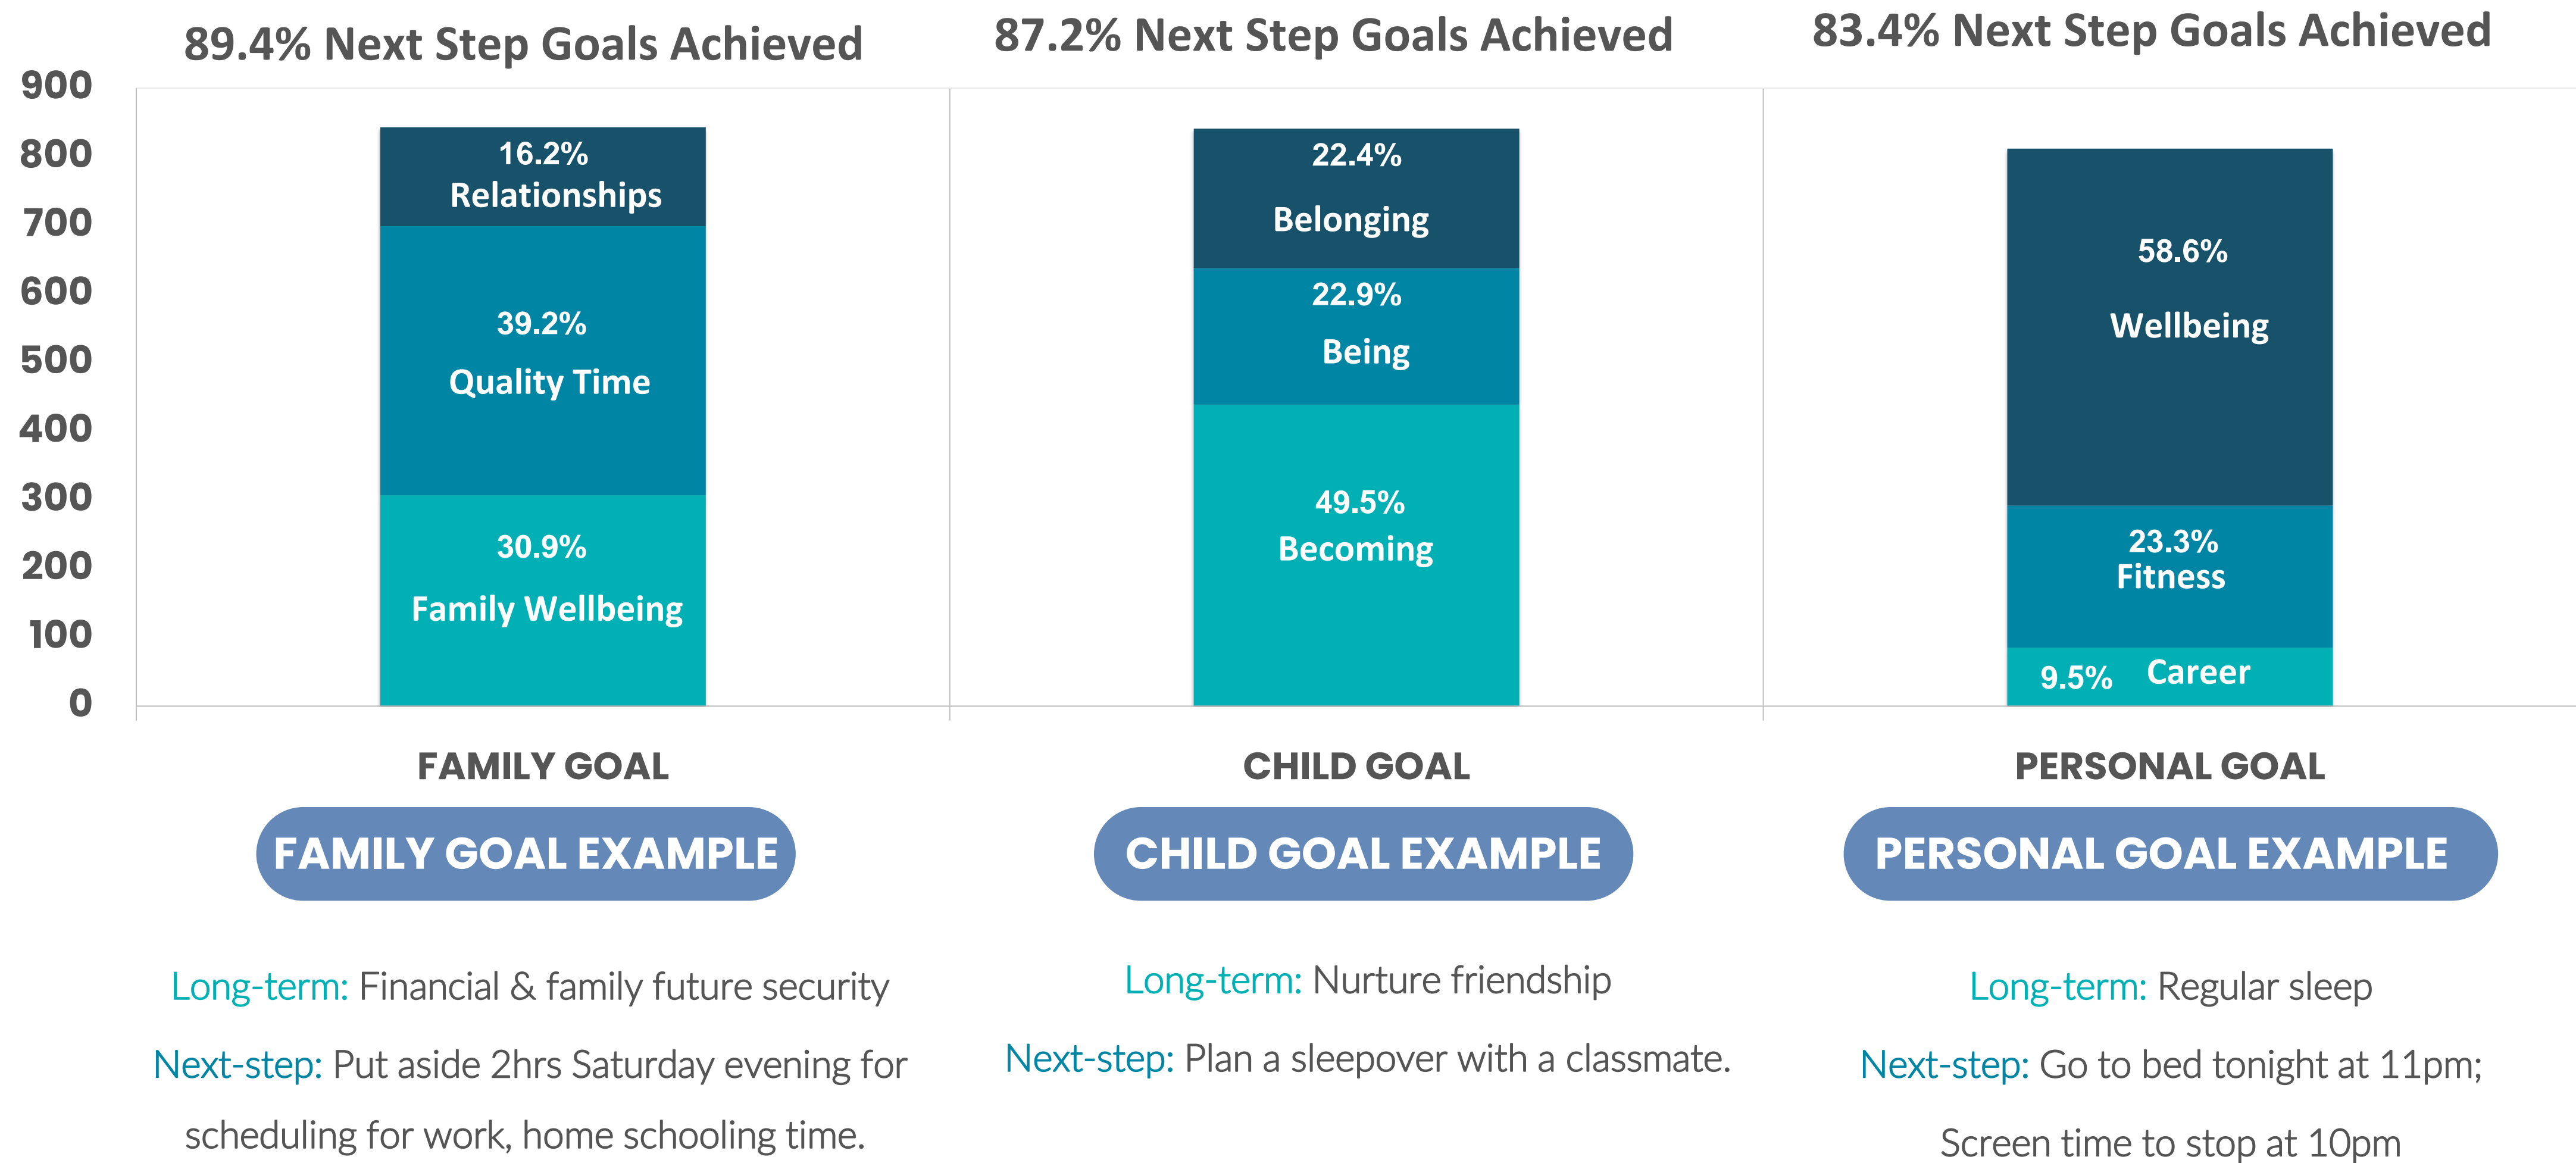 89.4% Next Step Goals Achieved
87.2% Next Step Goals Achieved
83.4% Next Step Goals Achieved
900
800
700
600
500
400
300
200
100
0
16.2%
Relationships
39.2%
Quality Time
30.9%
Family Wellbeing
22.4%
Belonging
22.9%
Being
49.5%
Becoming
58.6%
Wellbeing
23.3%
Fitness
9.5% Career
FAMILY GOAL
CHILD GOAL
PERSONAL GOAL
FAMILY GOAL EXAMPLE
Long-term: Financial & family future security
Next-step: Put aside 2hrs Saturday evening for
scheduling for work, home schooling time.
CHILD GOAL EXAMPLE
Long-term: Nurture friendship
Next-step: Plan a sleepover with a classmate.
PERSONAL GOAL EXAMPLE
Long-term: Regular sleep
Next-step: Go to bed tonight at 11pm;
Screen time to stop at 10pm